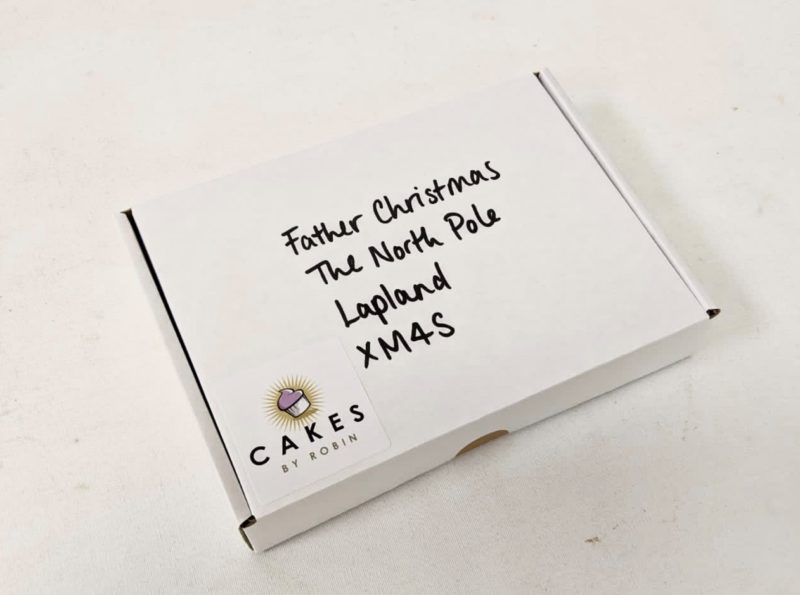 Father Christmas
The North Pole
Lapland
XM4S
CAKES
BY ROBIN